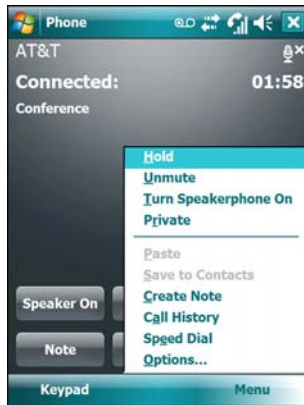 Phone
AT&T
Connected:
01:58
Conference
Hold
Unmute
Turn Speakerphone On
Private
Paste
Save to Contacts
Create Note
Call History
Speed Dial
Options...
Speaker On
Note
Keypad
Menu